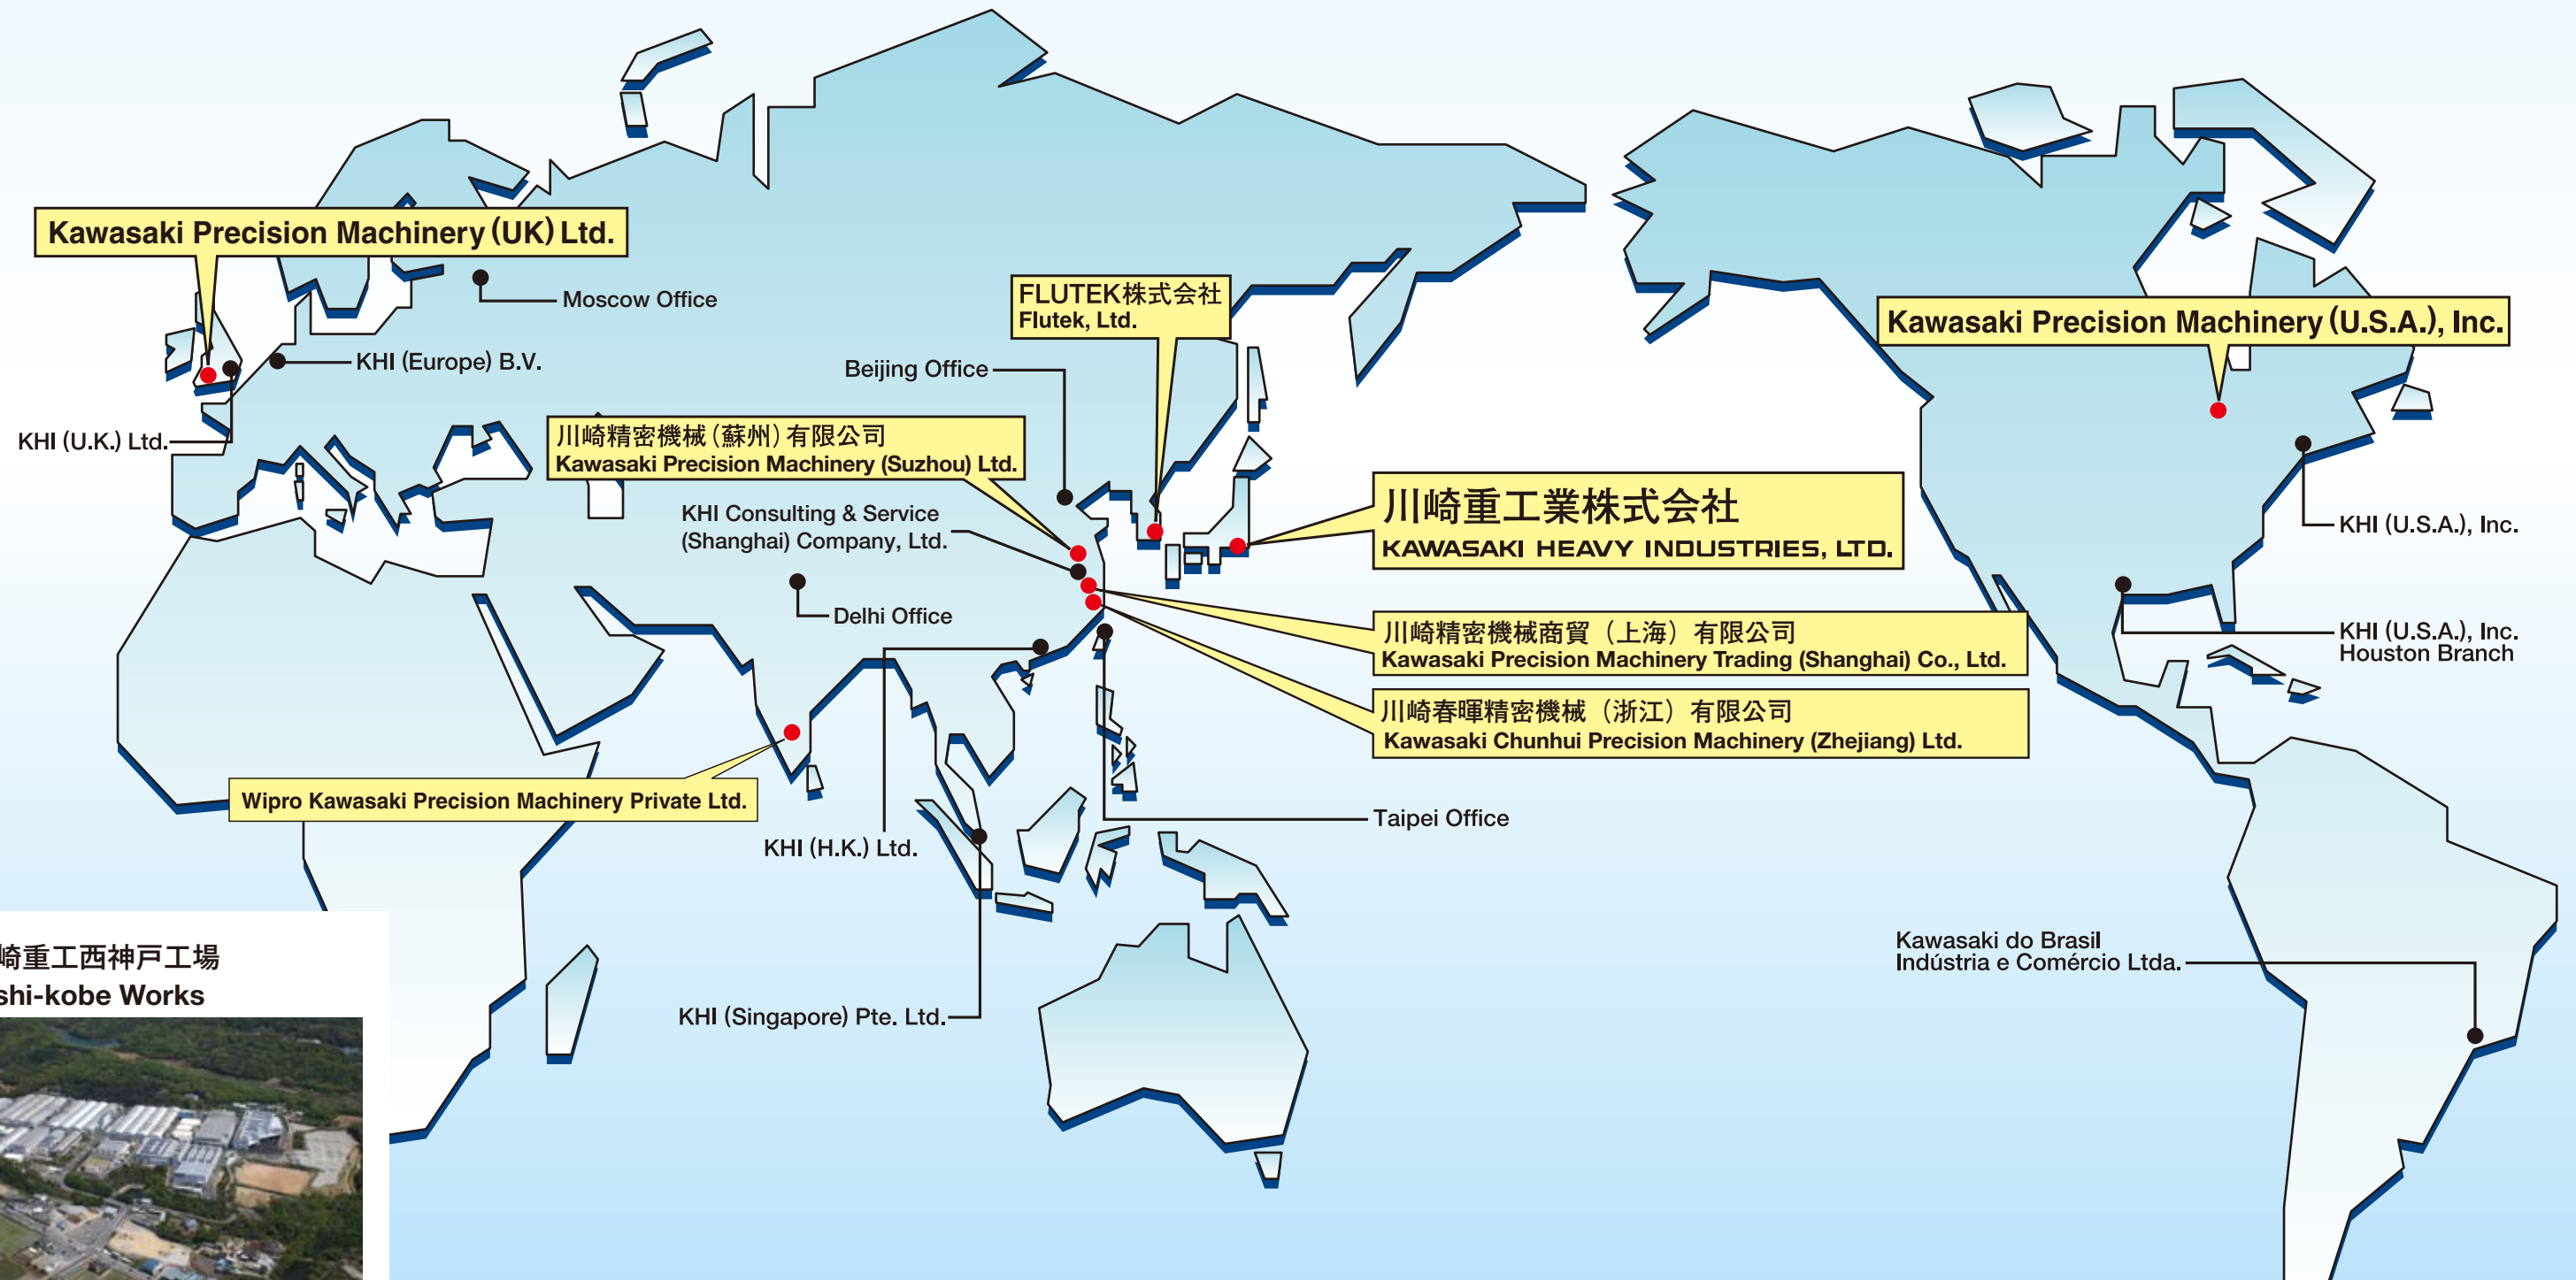 Kawasaki Precision Machinery (UK) Ltd.
Moscow Office
FLUTEK株式会社
Flutek, Ltd.
Kawasaki Precision Machinery (U.S.A.), Inc.
KHI (Europe) B.V.
Beijing Office
KHI (U.K.) Ltd.
川崎精密機械(蘇州)有限公司
Kawasaki Precision Machinery (Suzhou) Ltd.
KHI Consulting & Service
(Shanghai) Company, Ltd.
川崎重工業株式会社
KAWASAKI HEAVY INDUSTRIES, LTD.
KHI (U.S.A.), Inc.
Delhi Office
川崎精密機械商貿（上海）有限公司
Kawasaki Precision Machinery Trading (Shanghai) Co., Ltd.
KHI (U.S.A.), Inc.
Houston Branch
川崎春暉精密機械（浙江）有限公司
Kawasaki Chunhui Precision Machinery (Zhejiang) Ltd.
Wipro Kawasaki Precision Machinery Private Ltd.
Taipei Office
KHI (H.K.) Ltd.
Kawasaki do Brasil
Indústria e Comércio Ltda.
崎重工西神戸工場
shi-kobe Works
KHI (Singapore) Pte. Ltd.